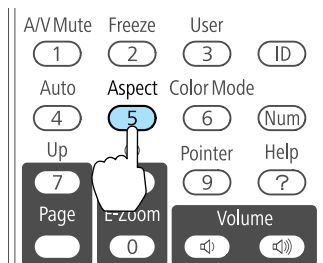 A/V Mute Freeze User
1 2 3 ID
Auto Aspect Color Mode
4 5 6 Num
Up Pointer Help
7 9 ?
Page E-Zoom Volume
0